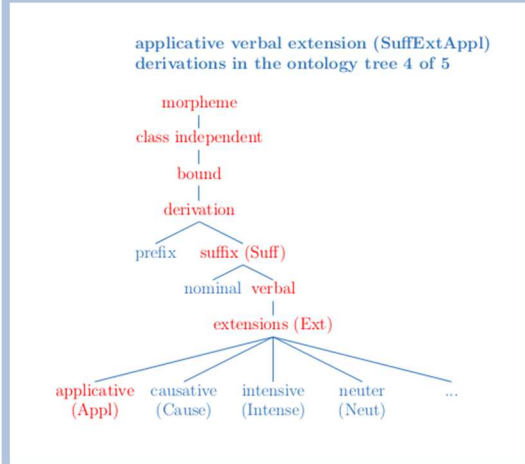 applicative verbal extension (SuffExtAppl)
derivations in the ontology tree 4 of 5
morpheme
class independent
bound
derivation
prefix suffix (Suff)
nominal verbal
extensions (Ext)
applicative causative intensive neuter ...
(Appl) (Cause) (Intense) (Neut)